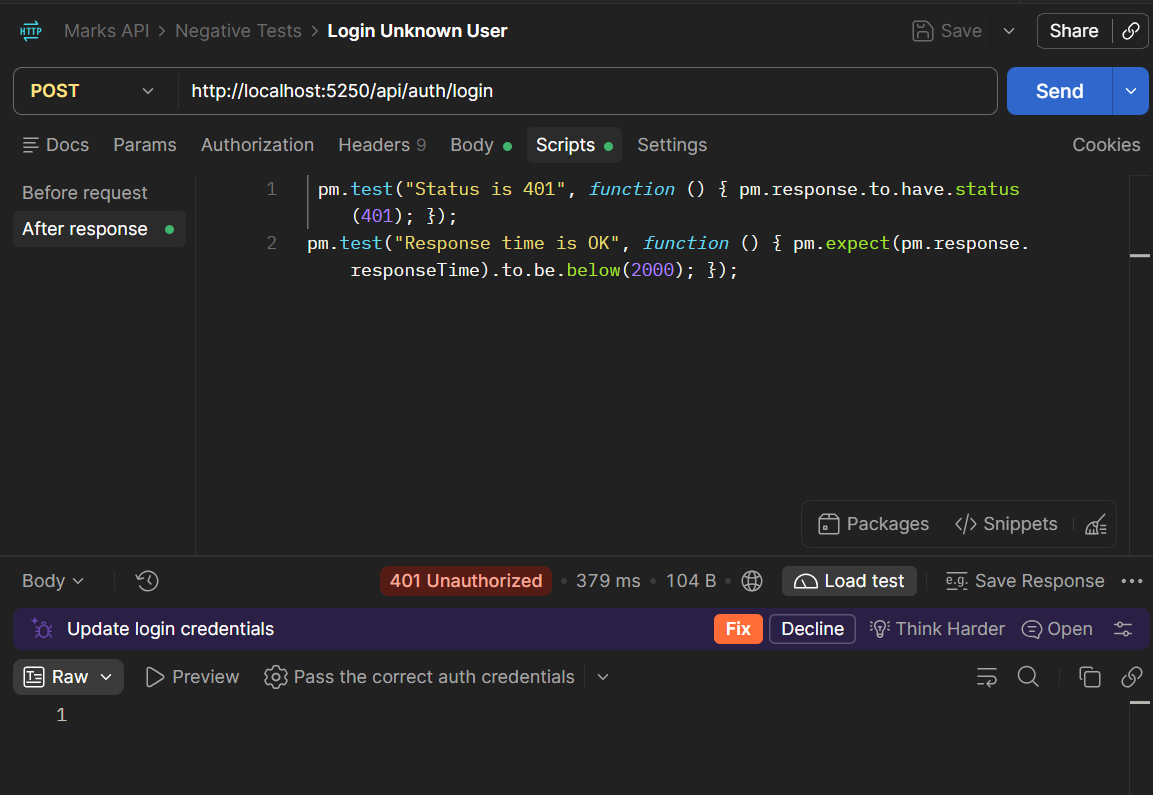 HTTP Marks API > Negative Tests > Login Unknown User Save Share
POST http://localhost:5250/api/auth/login Send
Docs Params Authorization Headers 9 Body Scripts Settings Cookies
Before request
After response
1 pm.test("Status is 401", function () { pm.response.to.have.status
(401); });
2 pm.test("Response time is OK", function () { pm.expect(pm.response.
responseTime).to.be.below(2000); });
Packages </> Snippets
Body 401 Unauthorized • 379 ms • 104 B • Load test e.g. Save Response
Update login credentials Fix Decline Think Harder Open
Raw Preview Pass the correct auth credentials
1